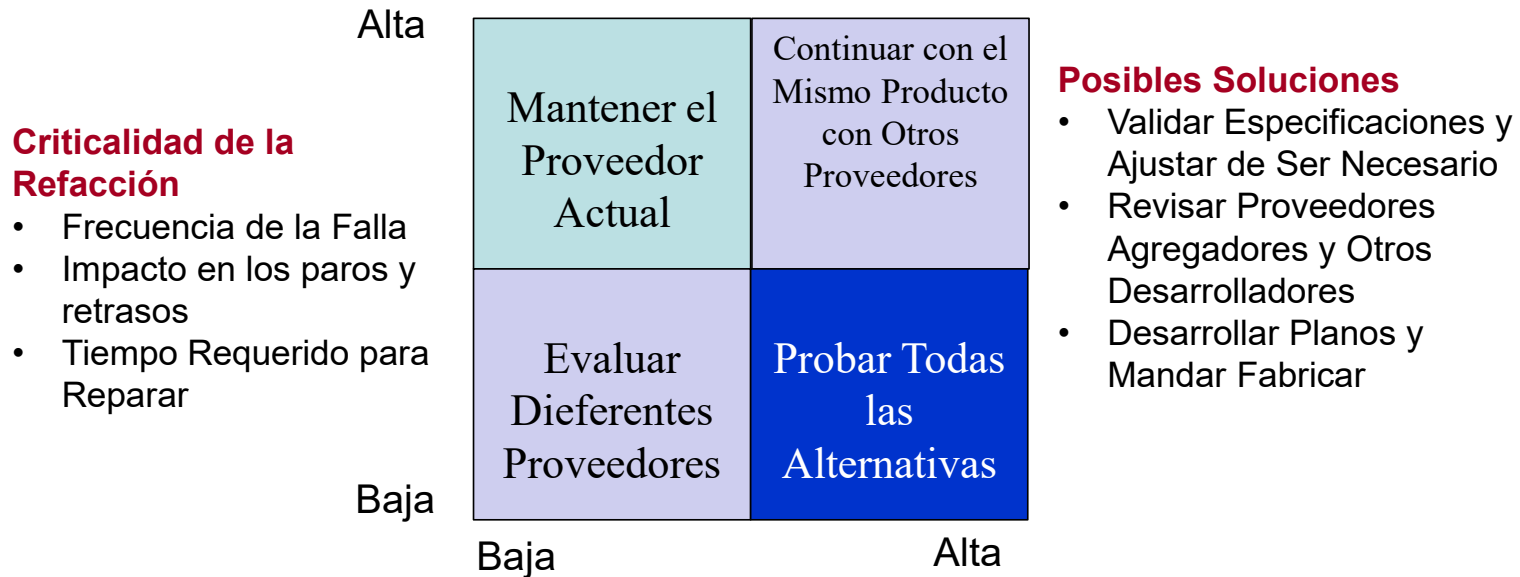 Alta
Criticalidad de la
Refacción
• Frecuencia de la Falla
• Impacto en los paros y
retrasos
• Tiempo Requerido para
Reparar
Mantener el
Proveedor
Actual
Continuar con el
Mismo Producto
con Otros
Proveedores
Evaluar
Dieferentes
Proveedores
Probar Todas
las
Alternativas
Baja
Baja
Alta
Posibles Soluciones
• Validar Especificaciones y
Ajustar de Ser Necesario
• Revisar Proveedores
Agregadores y Otros
Desarrolladores
• Desarrollar Planos y
Mandar Fabricar